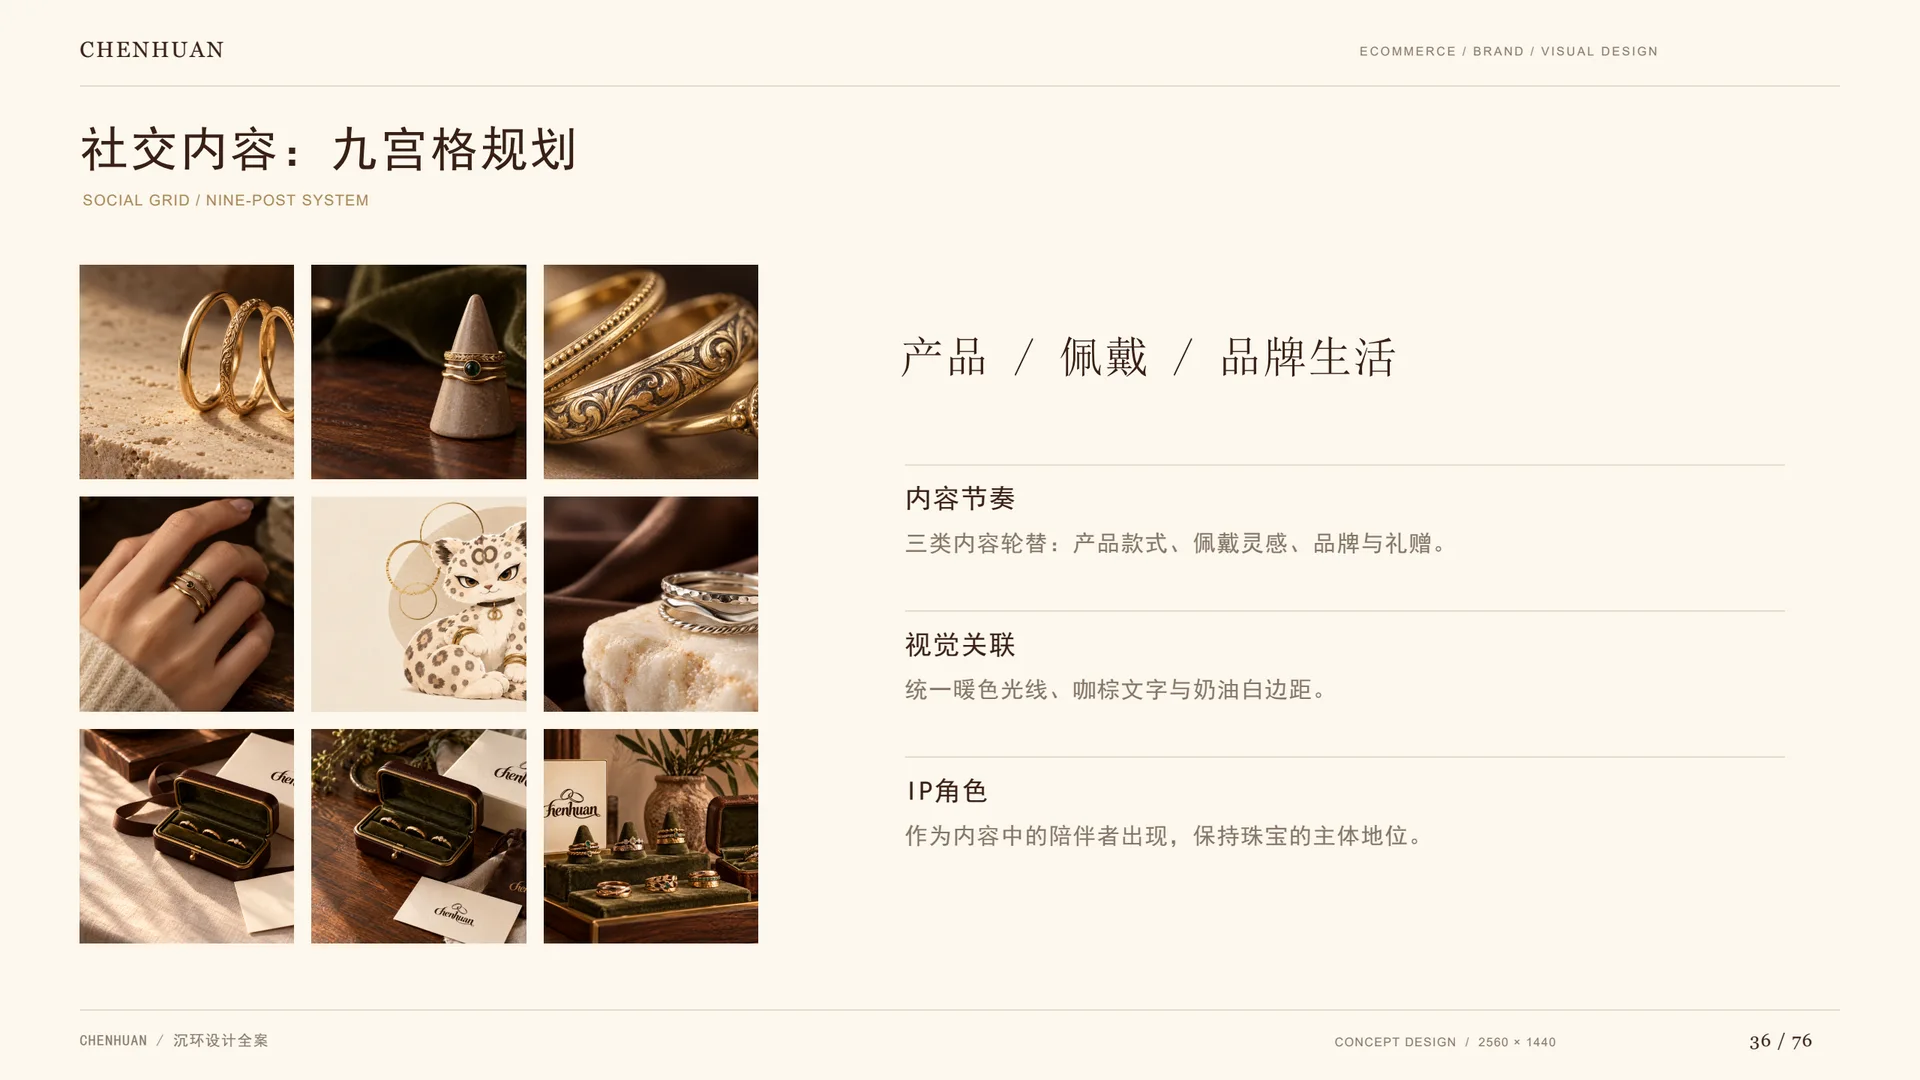 CHENHUAN
ECOMMERCE / BRAND / VISUAL DESIGN
社交内容：九宫格规划
SOCIAL GRID / NINE-POST SYSTEM
产品 / 佩戴 / 品牌生活
内容节奏
三类内容轮替：产品款式、佩戴灵感、品牌与礼赠。
视觉关联
统一暖色光线、咖棕文字与奶油白边距。
IP角色
作为内容中的陪伴者出现，保持珠宝的主体地位。
Chen
Chenh
Chenhuan
Chenhuan
CHENHUAN / 沉环设计全案
CONCEPT DESIGN / 2560 × 1440
36 / 76